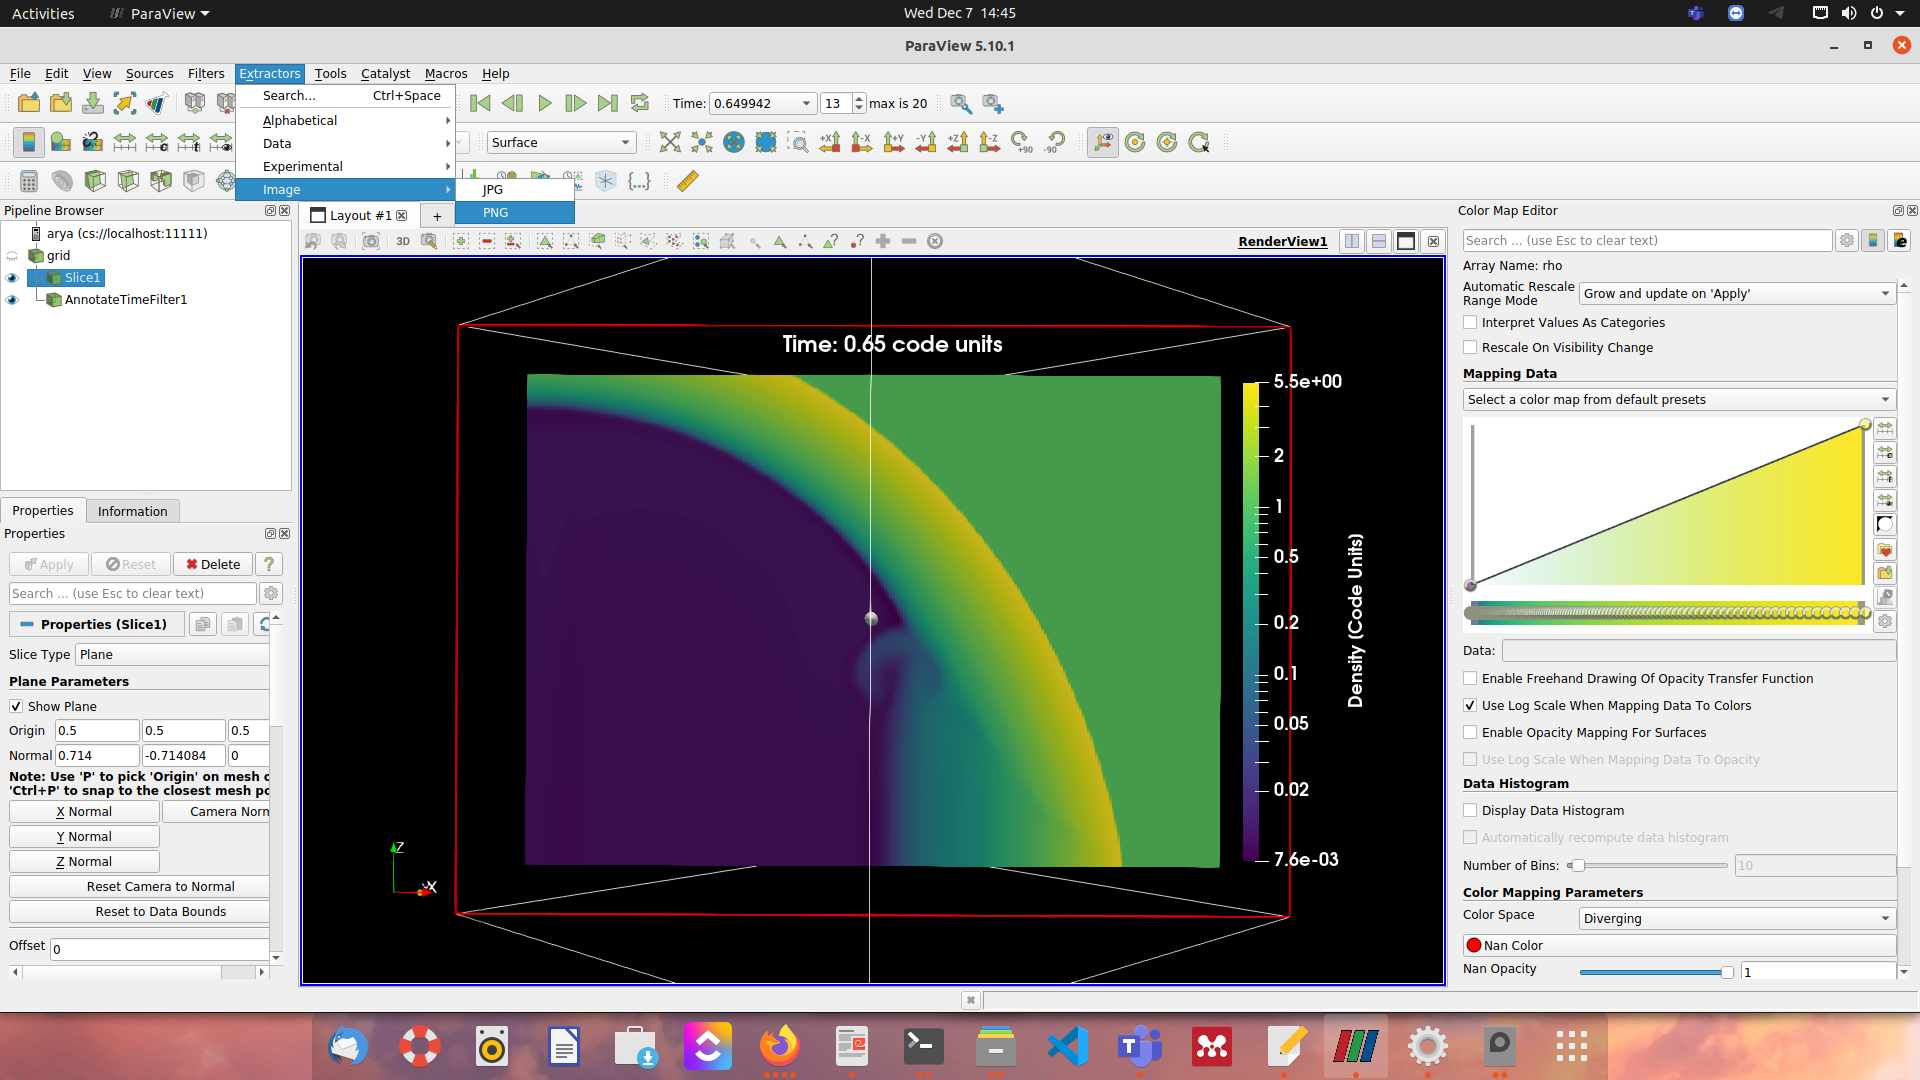 Activities
ParaView
Wed Dec 7 14:45
ParaView 5.10.1
File Edit View Sources Filters Extractors Tools Catalyst Macros Help
Search... Ctrl+Space
Alphabetical
Data
Experimental
Image
JPG
PNG
Time: 0.649942 13 max is 20
Surface
+X -X +Y -Y +Z -Z +90 -90
Pipeline Browser
arya (cs://localhost:11111)
grid
Slice1
AnnotateTimeFilter1
Properties Information
Properties
Apply Reset Delete ?
Search ... (use Esc to clear text)
Properties (Slice1)
Slice Type Plane
Plane Parameters
Show Plane
Origin 0.5 0.5 0.5
Normal 0.714 -0.714084 0
Note: Use 'P' to pick 'Origin' on mesh
'Ctrl+P' to snap to the closest mesh
X Normal Camera
Y Normal
Z Normal
Reset Camera to Normal
Reset to Data Bounds
Offset 0
Layout #1 +
3D
RenderView1
Time: 0.65 code units
5.5e+00
2
1
0.5
0.2
0.1
0.05
0.02
7.6e-03
Density (Code Units)
Z
X
Color Map Editor
Search ... (use Esc to clear text)
Array Name: rho
Automatic Rescale
Range Mode
Grow and update on 'Apply'
Interpret Values As Categories
Rescale On Visibility Change
Mapping Data
Select a color map from default presets
Data:
Enable Freehand Drawing Of Opacity Transfer Function
Use Log Scale When Mapping Data To Colors
Enable Opacity Mapping For Surfaces
Use Log Scale When Mapping Data To Opacity
Data Histogram
Display Data Histogram
Automatically recompute data histogram
Number of Bins: 10
Color Mapping Parameters
Color Space Diverging
Nan Color
Nan Opacity 1